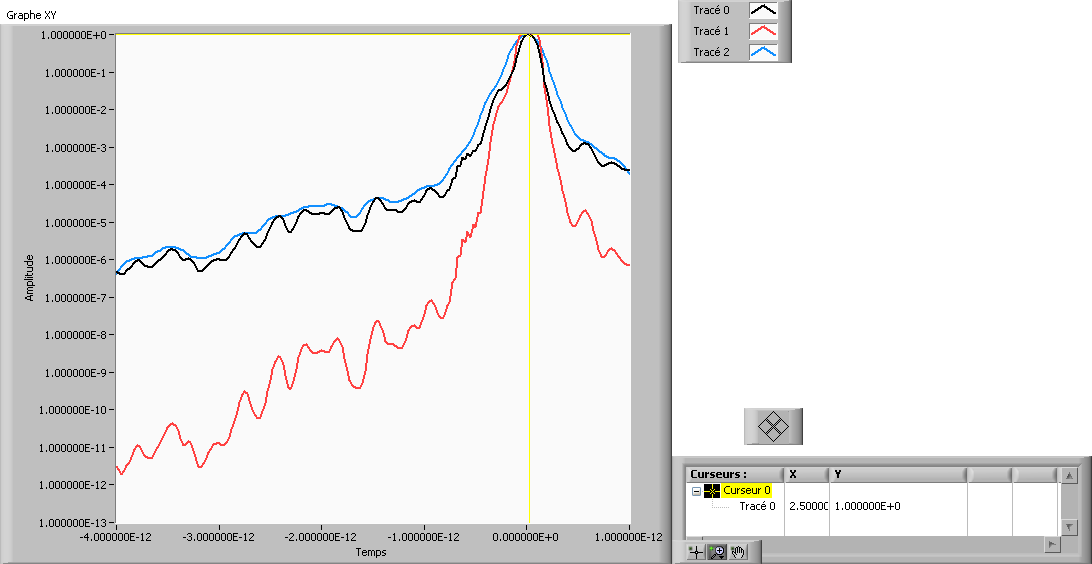 Graphe XY
Tracé 0
Tracé 1
Tracé 2
1.000000E+0
1.000000E-1
1.000000E-2
1.000000E-3
1.000000E-4
1.000000E-5
1.000000E-6
1.000000E-7
1.000000E-8
1.000000E-9
1.000000E-10
1.000000E-11
1.000000E-12
1.000000E-13
Amplitude
-4.000000E-12 -3.000000E-12 -2.000000E-12 -1.000000E-12 0.000000E+0 1.000000E-12
Temps
Curseurs : X Y
Curseur 0
Tracé 0 2.50000 1.000000E+0